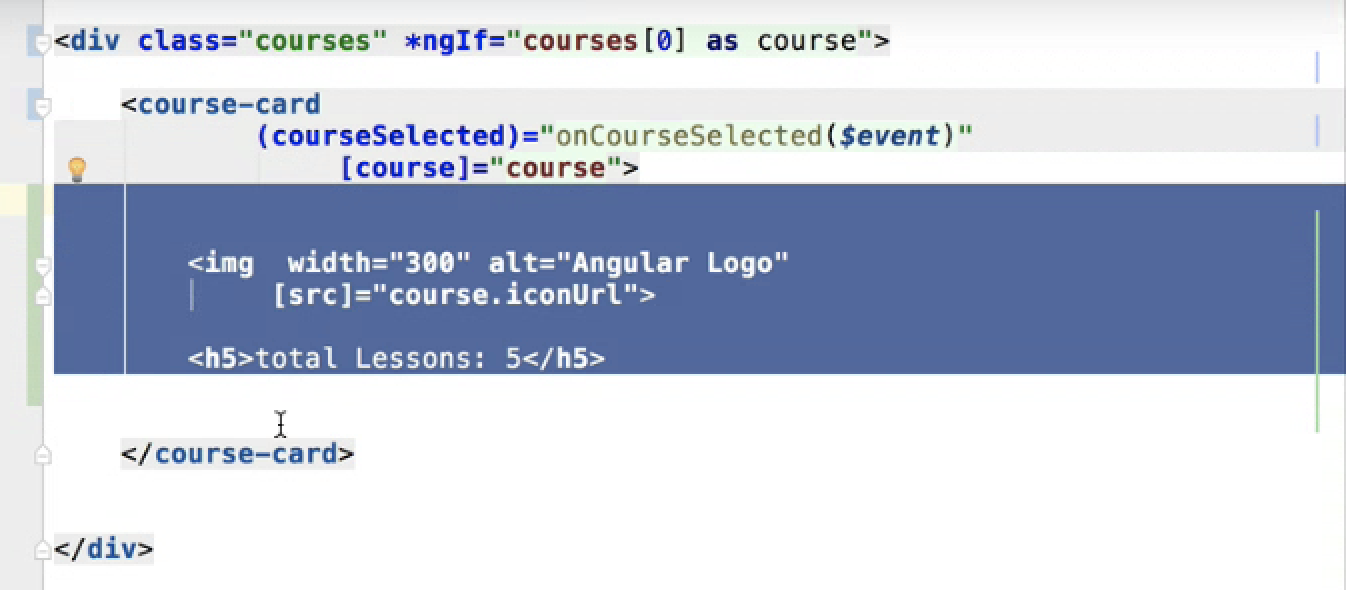 <div class="courses" *ngIf="courses[0] as course">
<course-card
(courseSelected)="onCourseSelected($event)"
[course]="course">
<img  width="300" alt="Angular Logo"
[src]="course.iconUrl">
<h5>total Lessons: 5</h5>
</course-card>
</div>